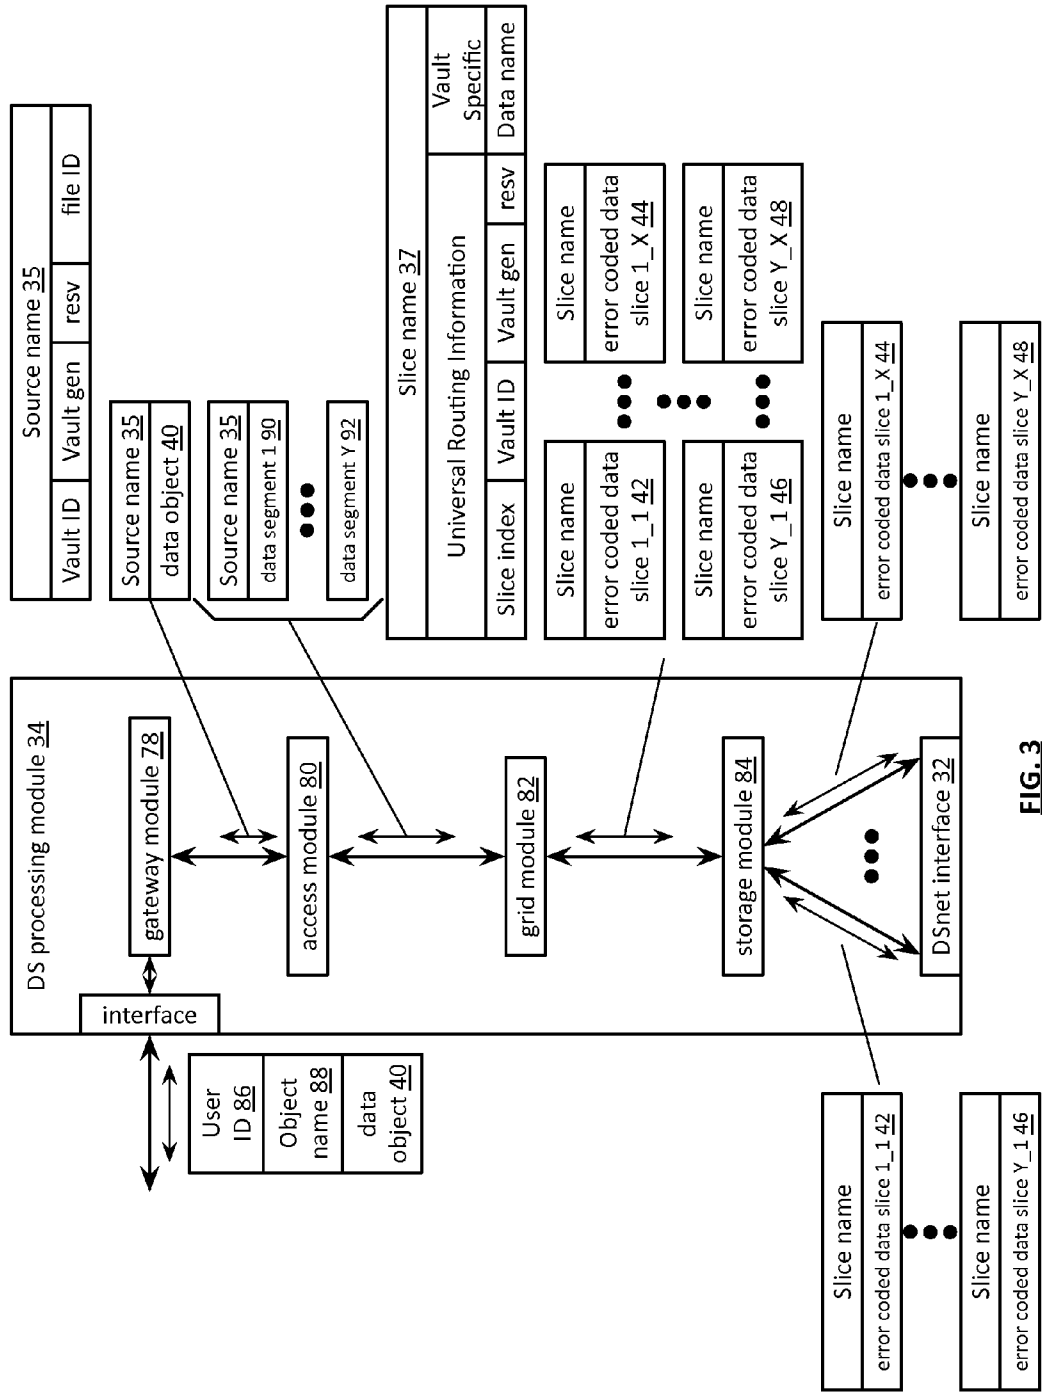 DS processing module 34
interface
gateway module 78
access module 80
grid module 82
storage module 84
DSnet interface 32
User
ID 86
Object
name 88
data
object 40
Source name 35
Vault ID
Vault gen
resv
file ID
Source name 35
data object 40
Source name 35
data segment 1 90
data segment Y 92
Slice name 37
Universal Routing Information
Vault
Specific
Slice index
Vault ID
Vault gen
resv
Data name
Slice name
error coded data
slice 1_1 42
Slice name
error coded data
slice 1_X 44
Slice name
error coded data
slice Y_1 46
Slice name
error coded data
slice Y_X 48
Slice name
error coded data slice 1_1 42
Slice name
error coded data slice Y_1 46
Slice name
error coded data slice 1_X 44
Slice name
error coded data slice Y_X 48
FIG. 3